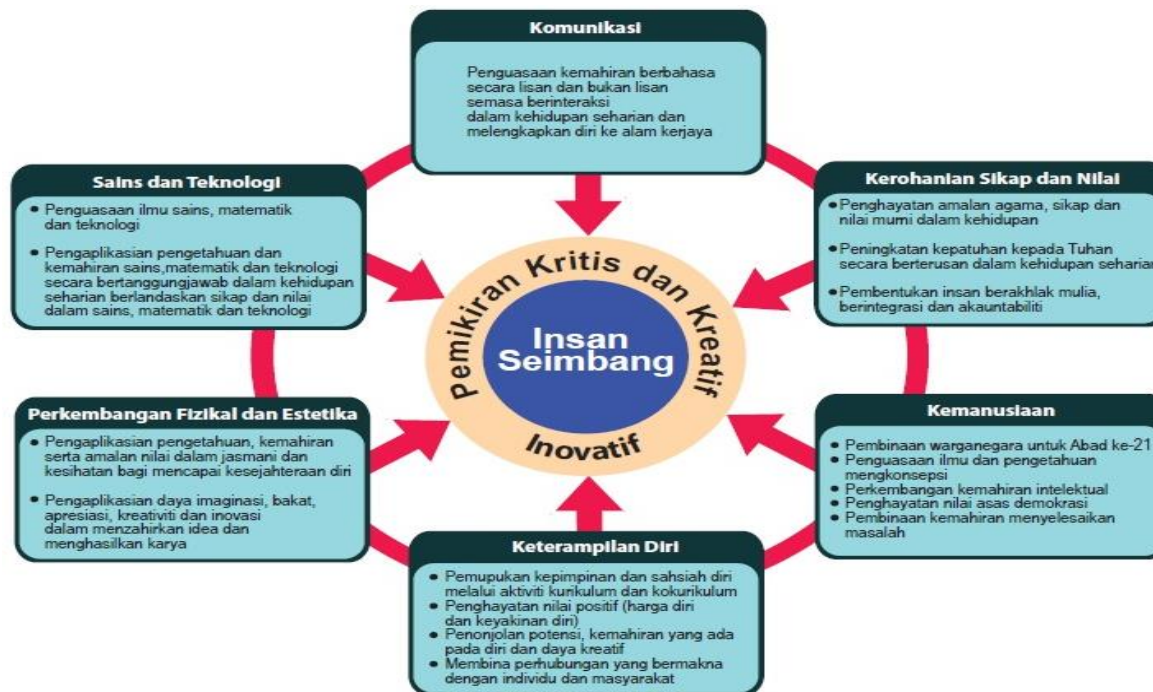 Komunikasi
Penguasaan kemahiran berbahasa
secara lisan dan bukan lisan
semasa berinteraksi
dalam kehidupan seharian dan
melengkapkan diri ke alam kerjaya
Sains dan Teknologi
• Penguasaan ilmu sains, matematik
dan teknologi
• Pengaplikasian pengetahuan dan
kemahiran sains,matematik dan teknologi
secara bertanggungjawab dalam kehidupan
seharian berlandaskan sikap dan nilai
dalam sains, matematik dan teknologi
Kerohanian Sikap dan Nilai
• Penghayatan amalan agama, sikap dan
nilai murni dalam kehidupan
• Peningkatan kepatuhan kepada Tuhan
secara berterusan dalam kehidupan seharian
• Pembentukan insan berakhlak mulia,
berintegrasi dan akauntabiliti
Pemikiran Kritis dan Kreatif
Insan
Seimbang
Inovatif
Perkembangan Fizikal dan Estetika
• Pengaplikasian pengetahuan, kemahiran
serta amalan nilai dalam jasmani dan
kesihatan bagi mencapai kesejahteraan diri
• Pengaplikasian daya imaginasi, bakat,
apresiasi, kreativiti dan inovasi
dalam menzahirkan idea dan
menghasilkan karya
Kemanusiaan
• Pembinaan warganegara untuk Abad ke-21
• Penguasaan ilmu dan pengetahuan
mengkonsepsi
• Perkembangan kemahiran intelektual
• Penghayatan nilai asas demokrasi
• Pembinaan kemahiran menyelesaikan
masalah
Keterampilan Diri
• Pemupukan kepimpinan dan sahsiah diri
melalui aktiviti kurikulum dan kokurikulum
• Penghayatan nilai positif (harga diri
dan keyakinan diri)
• Penonjolan potensi, kemahiran yang ada
pada diri dan daya kreatif
• Membina perhubungan yang bermakna
dengan individu dan masyarakat